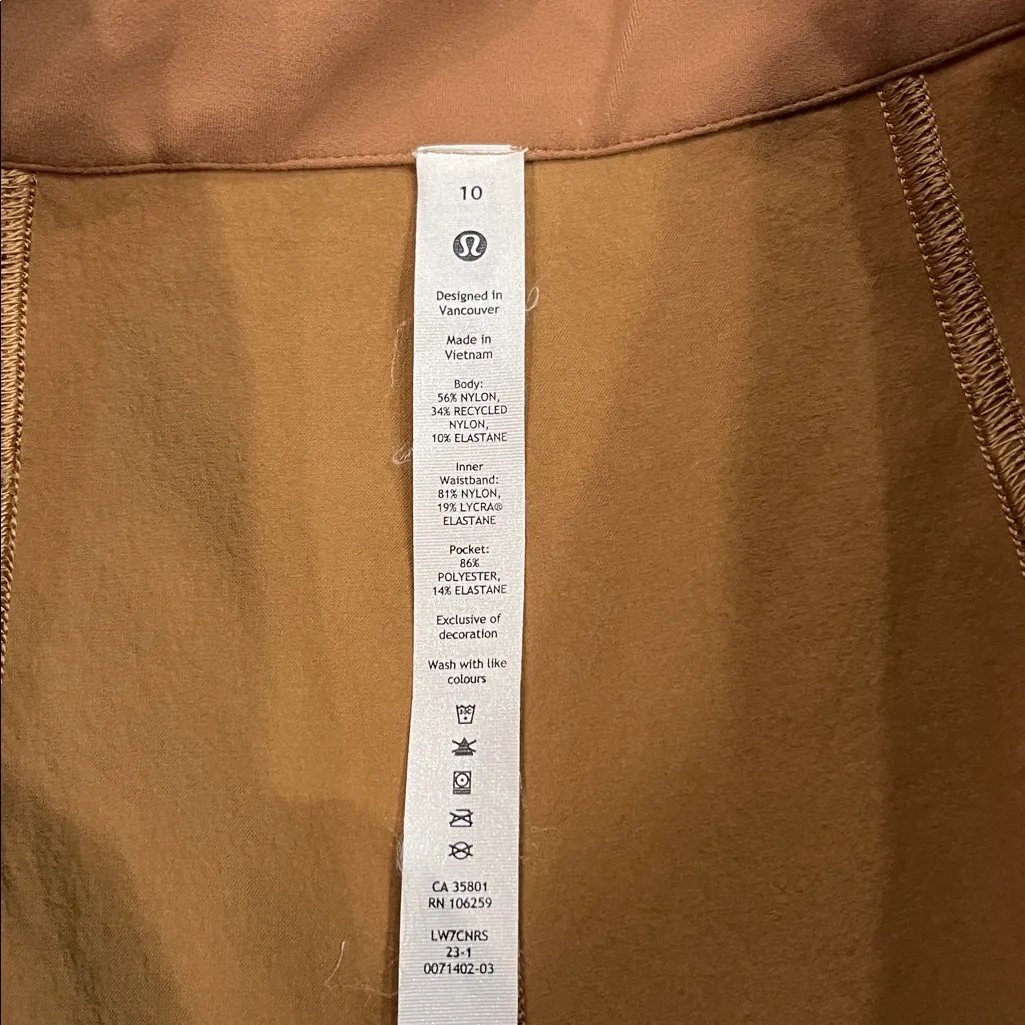 10
Designed in
Vancouver
Made in
Vietnam
Body:
56% NYLON,
34% RECYCLED
NYLON,
10% ELASTANE
Inner
Waistband:
81% NYLON,
19% LYCRA®
ELASTANE
Pocket:
86%
POLYESTER,
14% ELASTANE
Exclusive of
decoration
Wash with like
colours
CA 35801
RN 106259
LW7CNRS
23-1
0071402-03